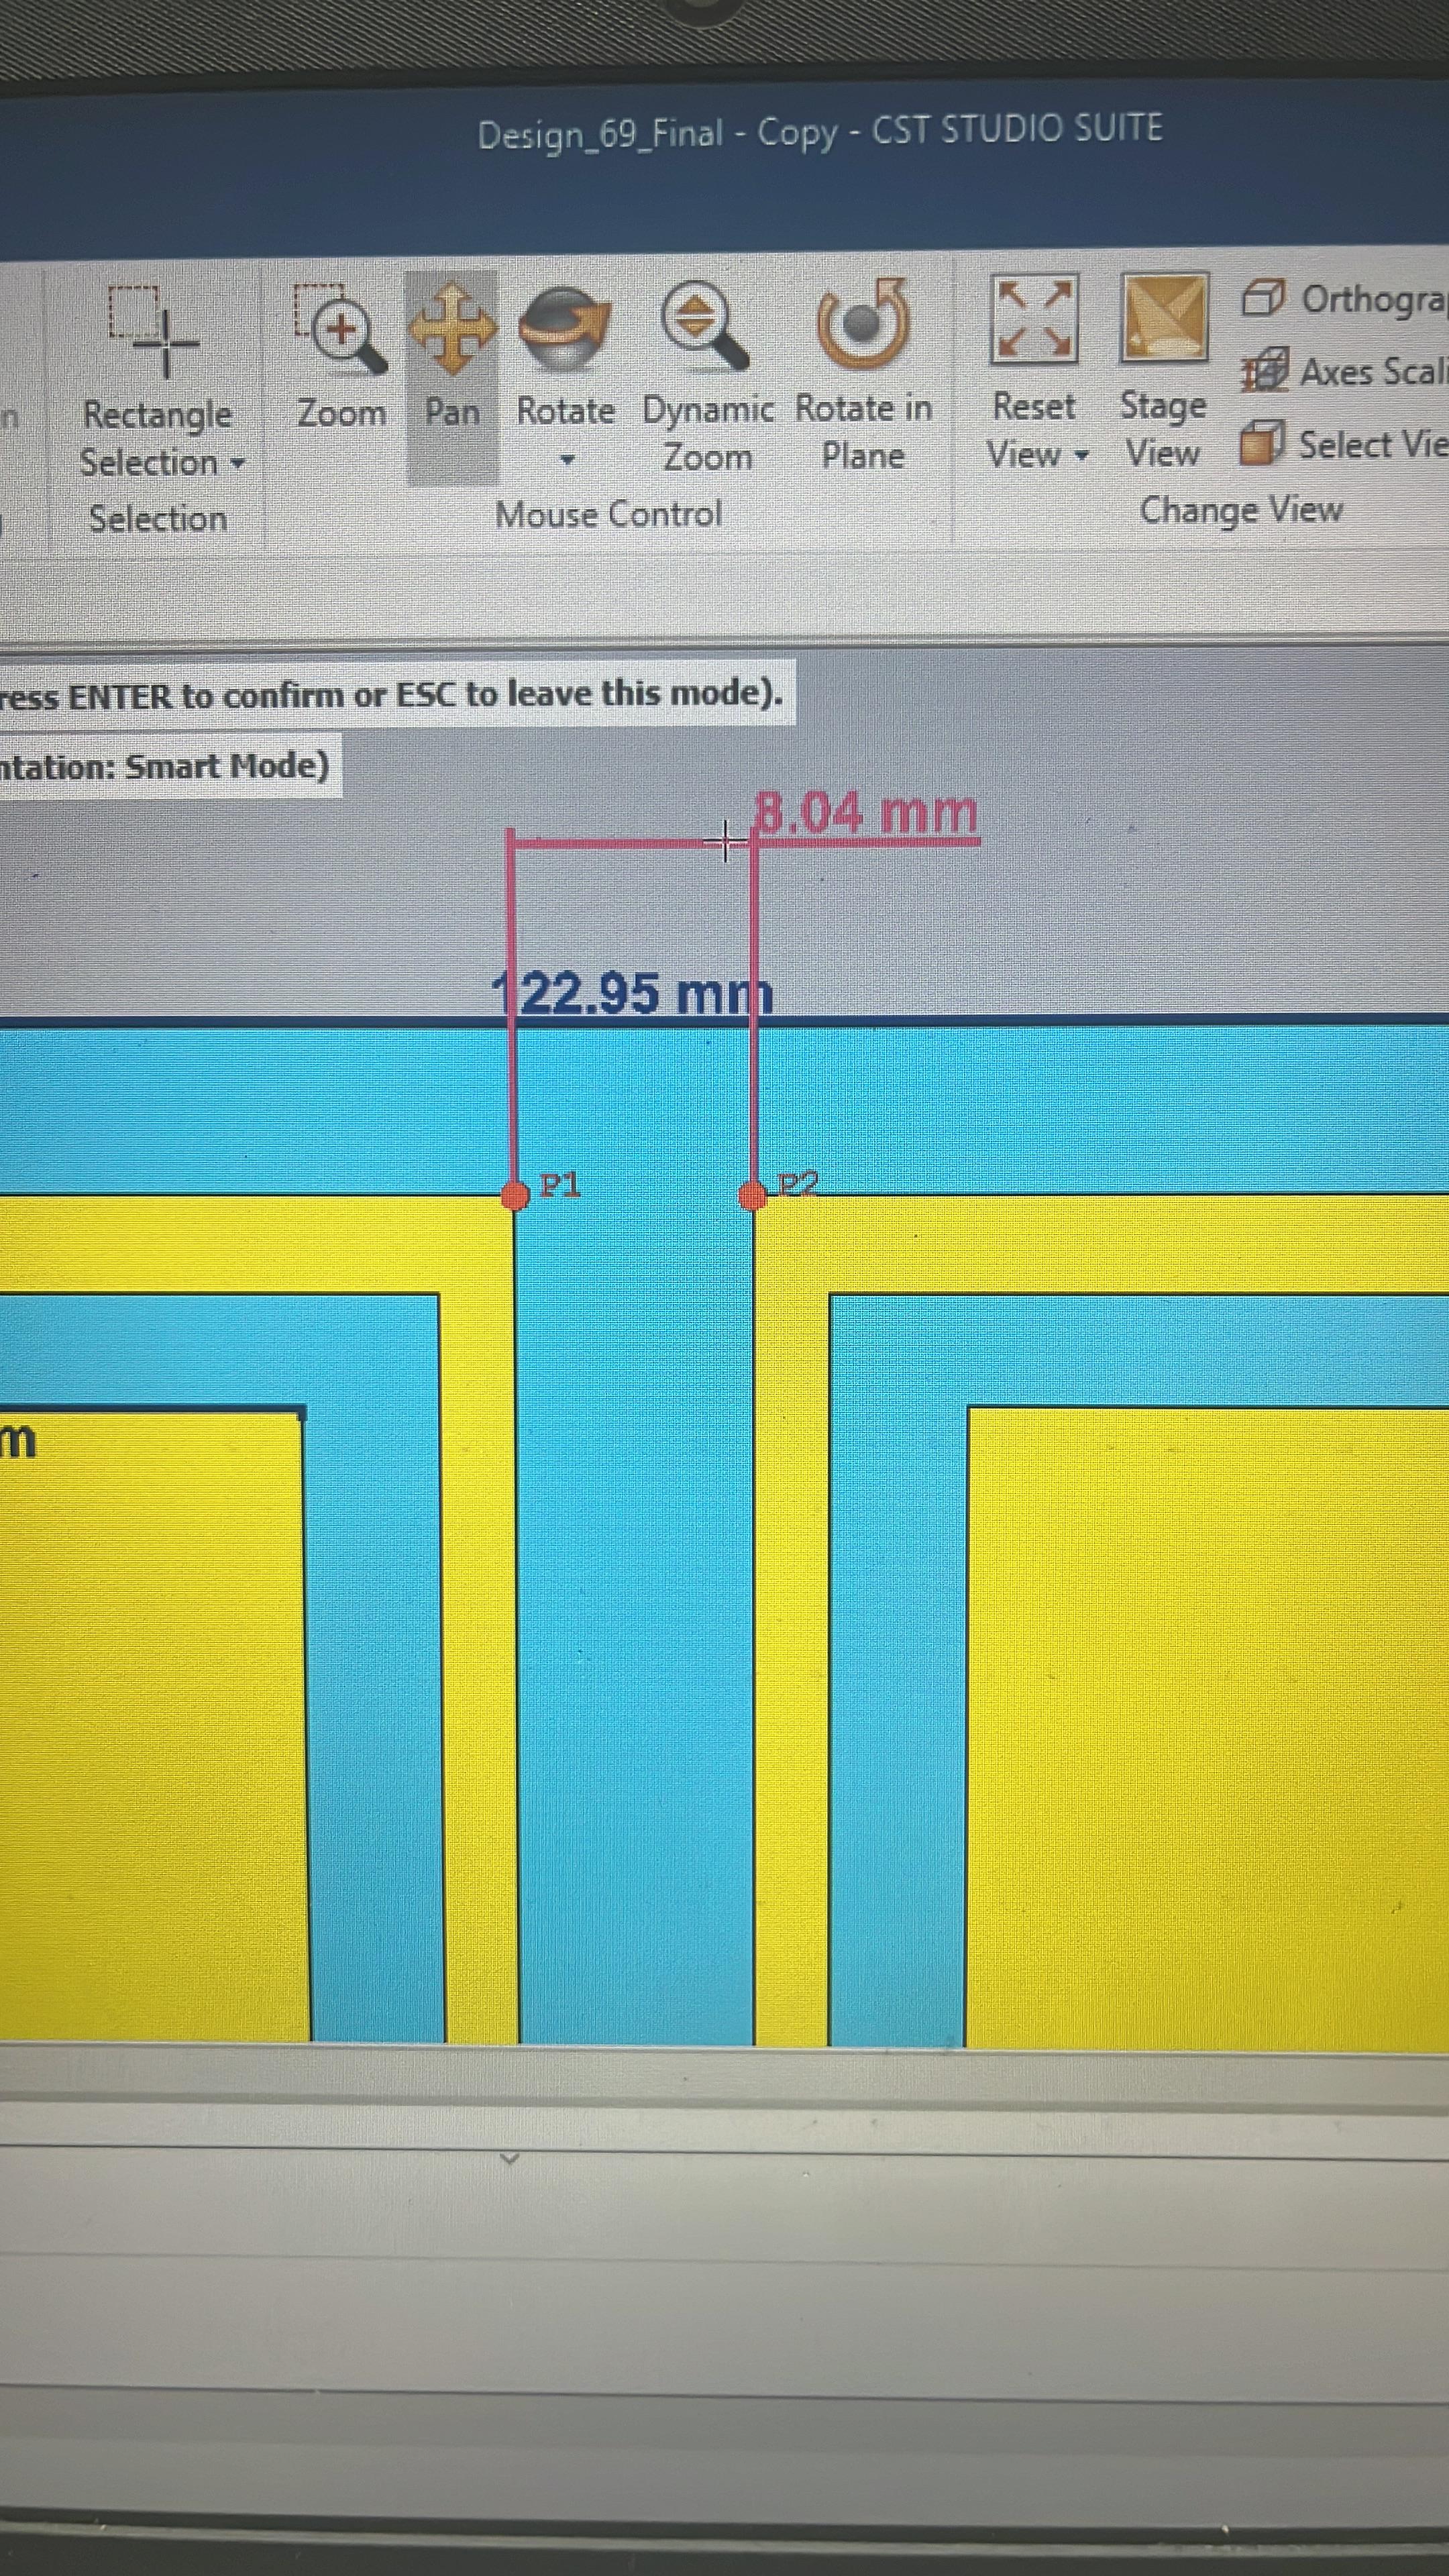 Design_69_Final - Copy - CST STUDIO SUITE
Rectangle Selection
Selection
Zoom
Pan
Rotate
Dynamic Zoom
Rotate in Plane
Mouse Control
Reset View
Stage View
Orthogra
Axes Scali
Select Vie
Change View
ress ENTER to confirm or ESC to leave this mode).
ntation: Smart Mode)
8.04 mm
122.95 mm
P1
P2
m